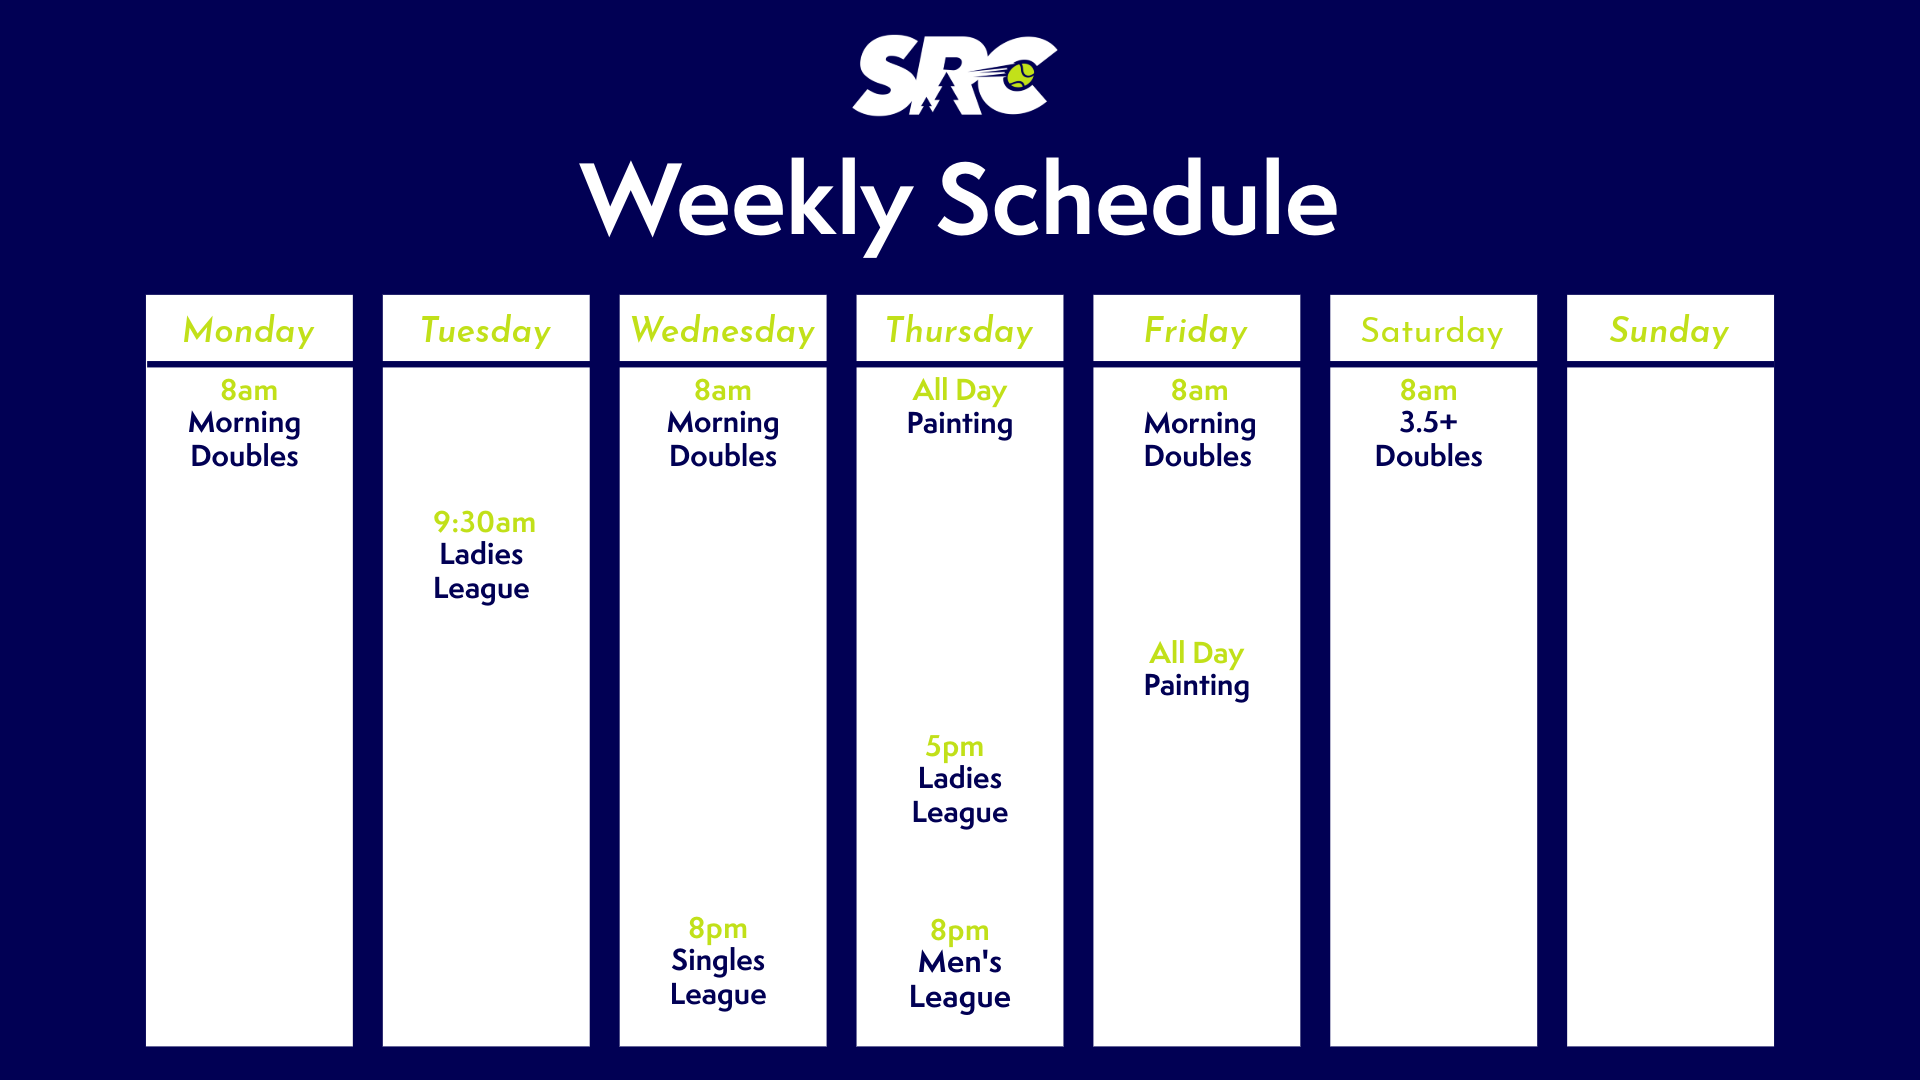 SRC
Weekly Schedule
Monday
8am
Morning
Doubles
Tuesday
9:30am
Ladies
League
Wednesday
8am
Morning
Doubles
8pm
Singles
League
Thursday
All Day
Painting
5pm
Ladies
League
8pm
Men's
League
Friday
8am
Morning
Doubles
All Day
Painting
Saturday
8am
3.5+
Doubles
Sunday